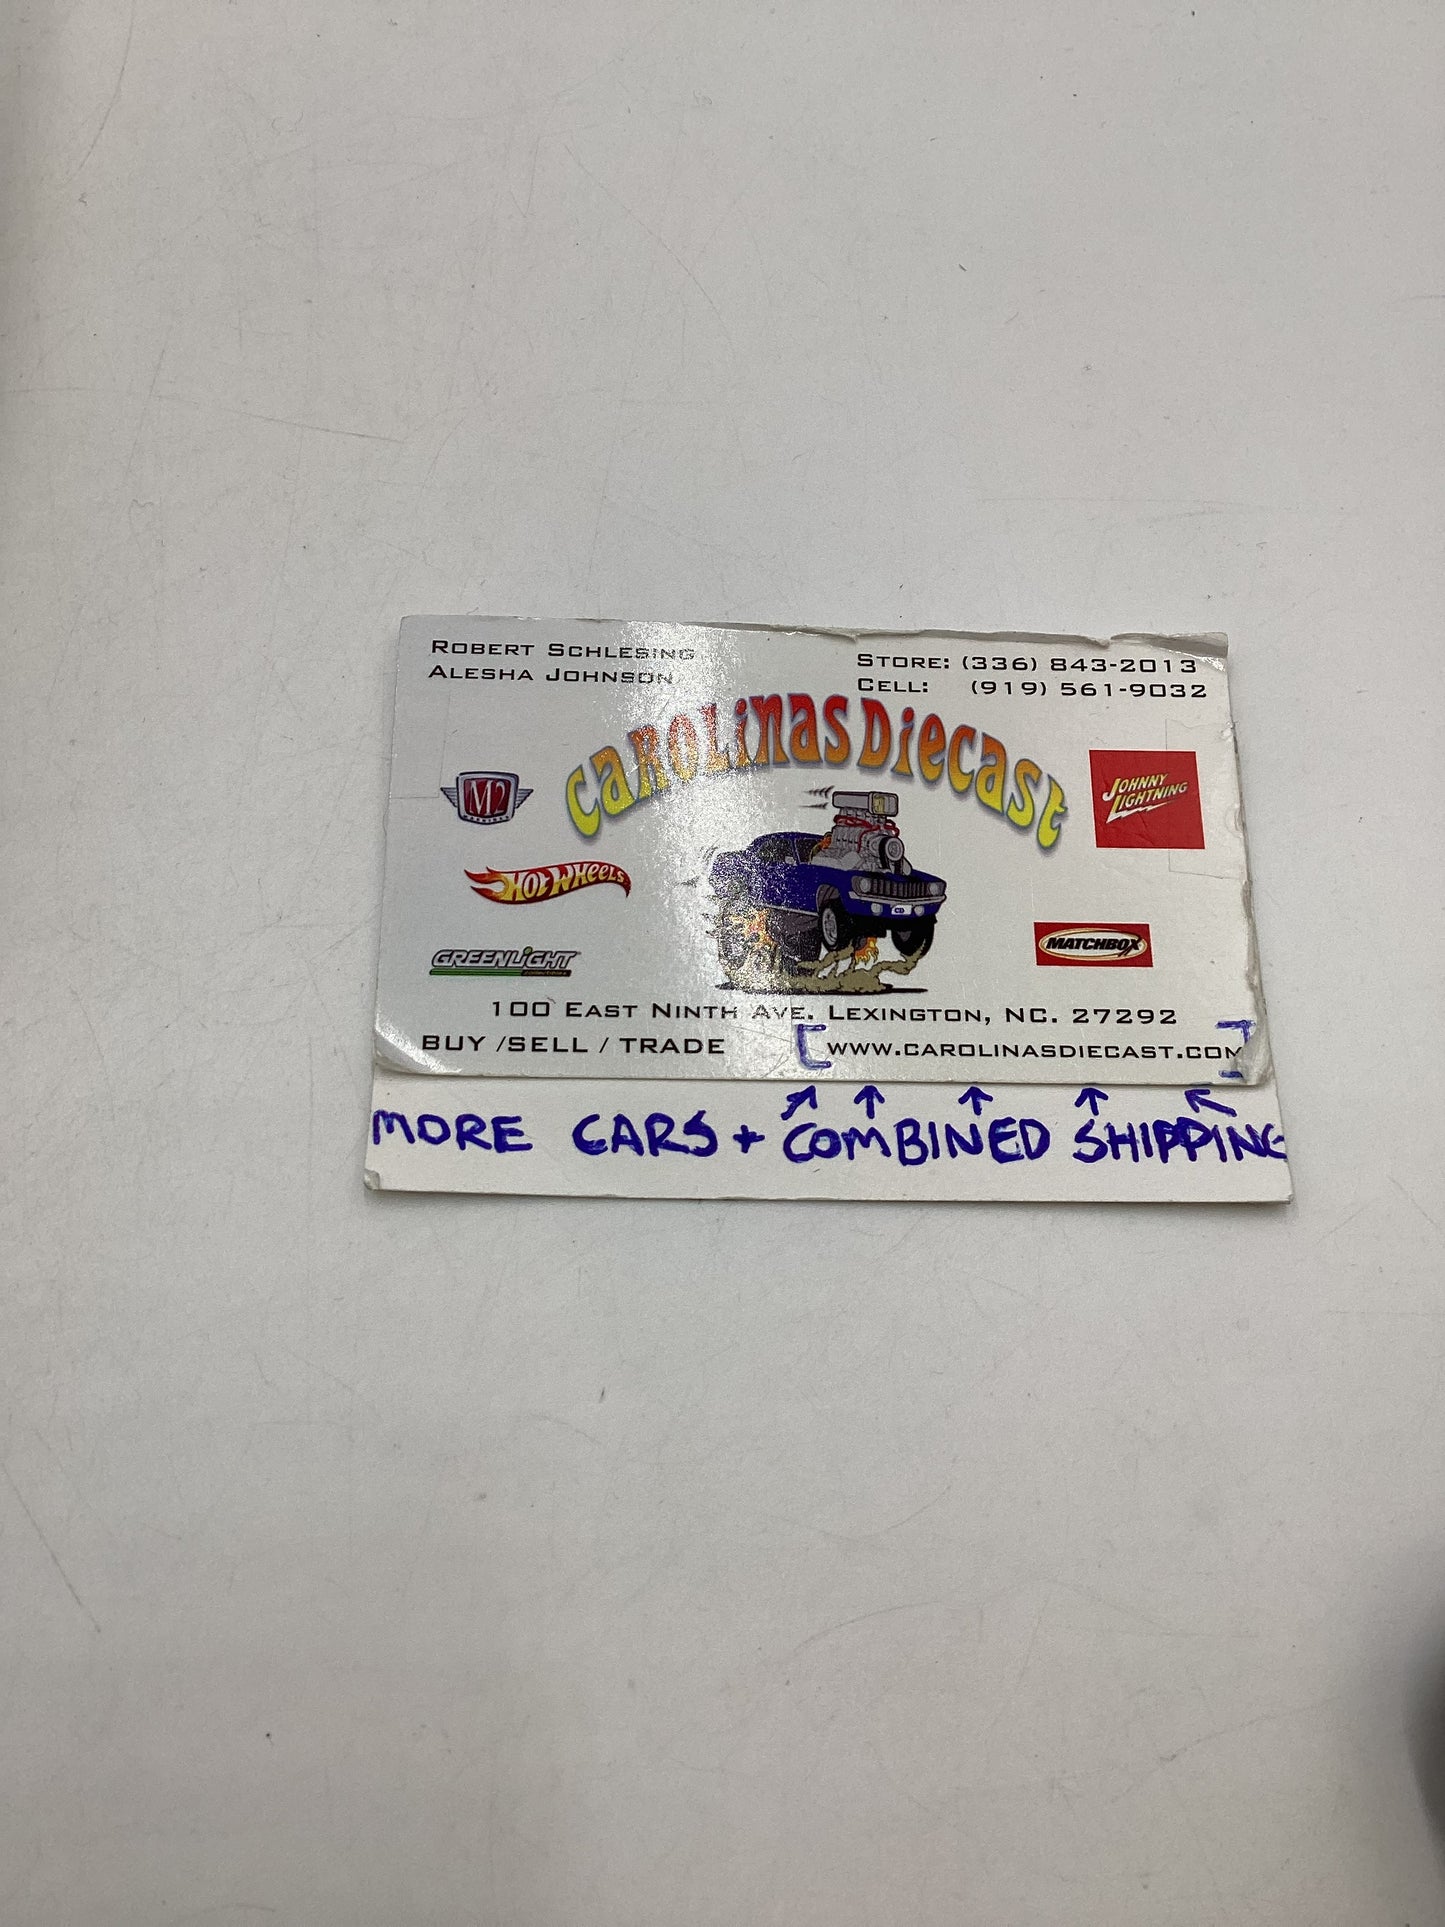 ROBERT SCHLESING
ALESHA JOHNSON
STORE: (336) 843-2013
CELL: (919) 561-9032
CAROLINAS DIECAST
M2
JOHNNY
LIGHTNING
HOT WHEELS
GREENLIGHT
MATCHBOX
CD
100 EAST NINTH AVE. LEXINGTON, NC. 27292
BUY /SELL / TRADE
[WWW.CAROLINASDIECAST.COM]
↗ ↑ ↑ ↑ ↖
MORE CARS + COMBINED SHIPPING